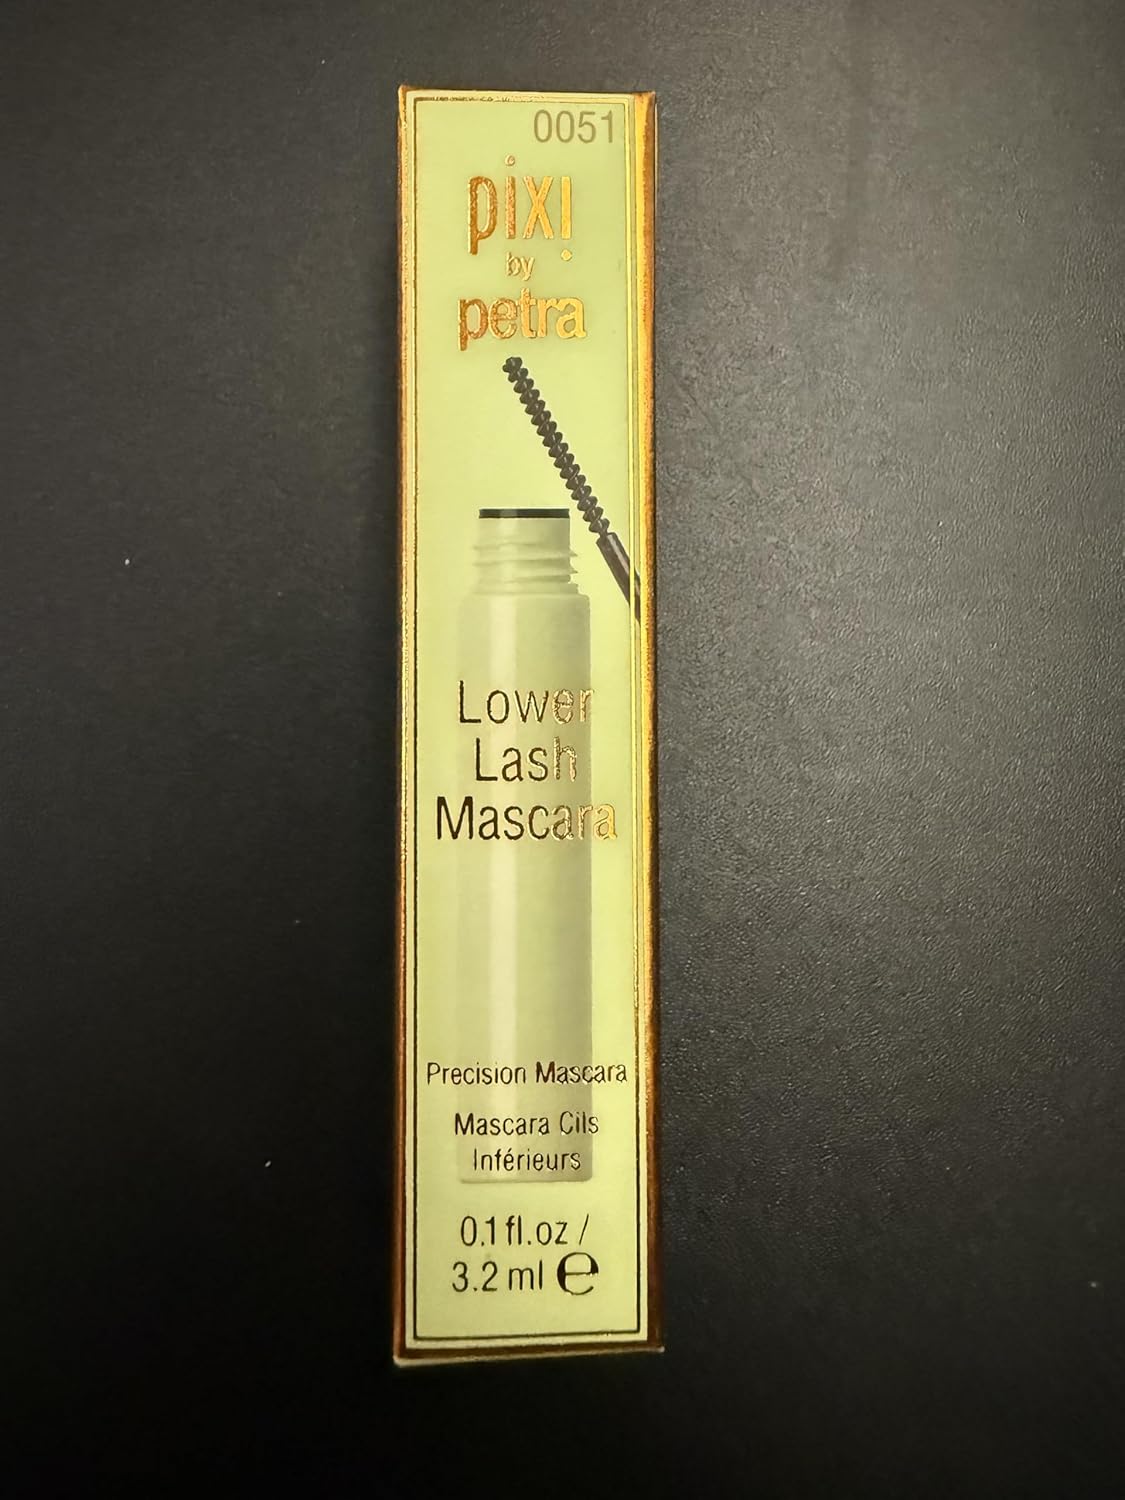 0051
pixi
by
petra
Lower
Lash
Mascara
Precision Mascara
Mascara Cils
Inférieurs
0.1 fl.oz /
3.2 ml ℮